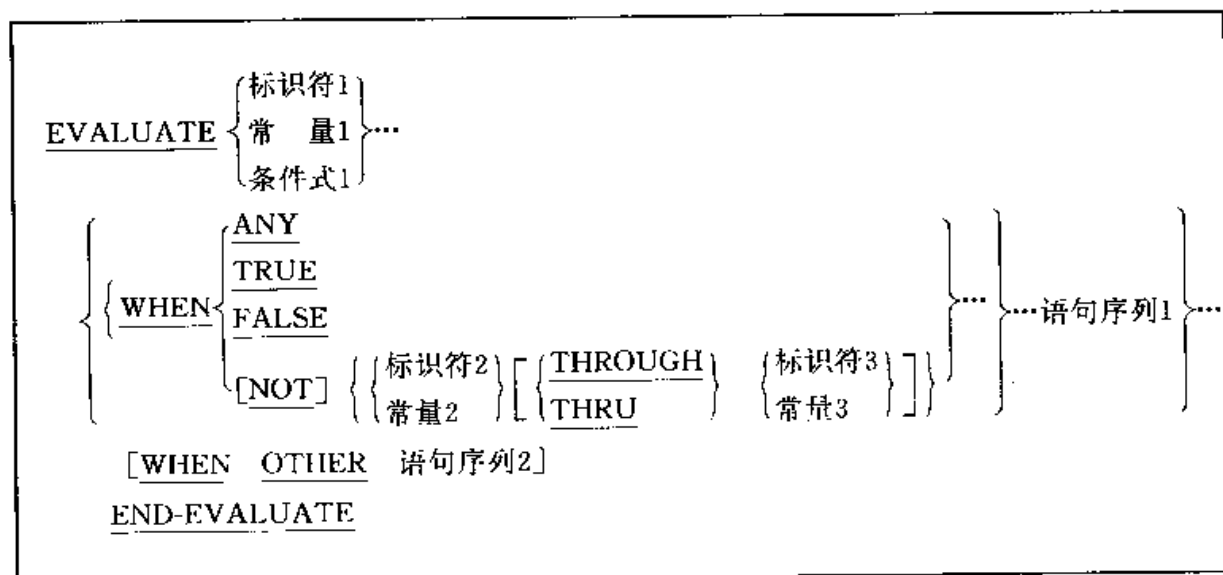 标识符1
EVALUATE 常 量1 …
条件式1
ANY
TRUE
WHEN FALSE … …语句序列1 …
[NOT] 标识符2 [ THROUGH 标识符3 ]
常量2 THRU 常量3
[WHEN OTHER 语句序列2]
END-EVALUATE